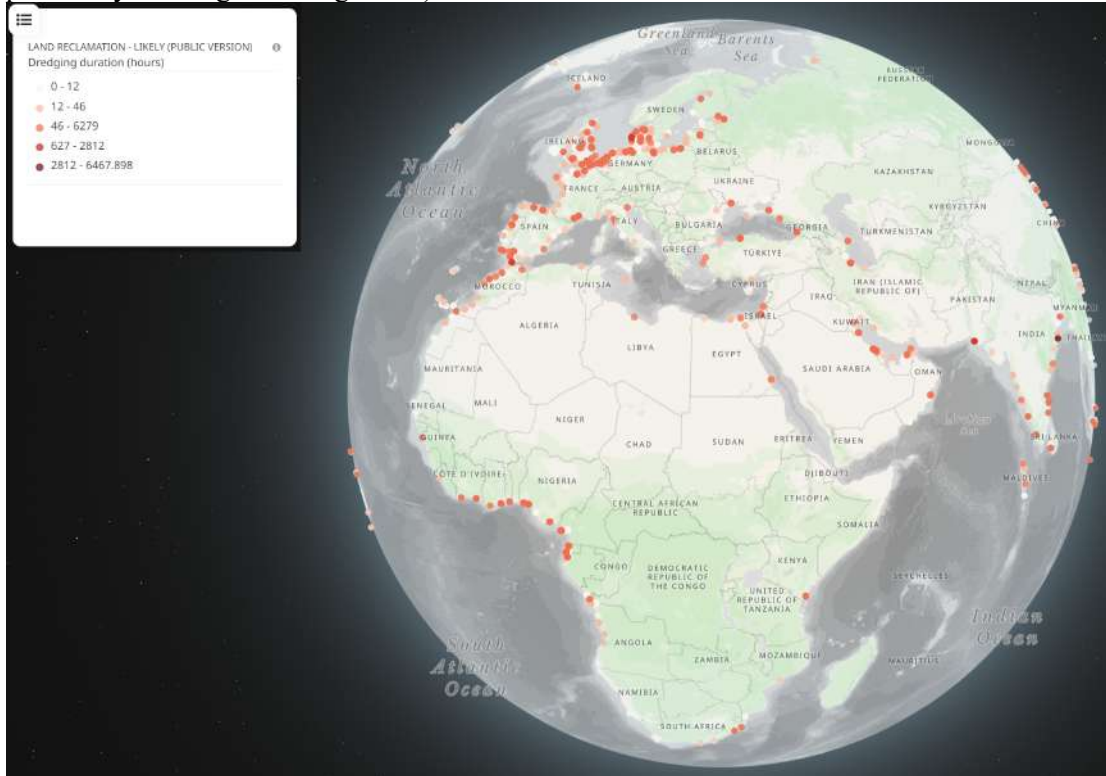 LAND RECLAMATION - LIKELY (PUBLIC VERSION)
Dredging duration (hours)
0 - 12
12 - 46
46 - 6279
627 - 2812
2812 - 6467.898
Greenland
Sea
Barents
Sea
ICELAND
RUSSIAN
FEDERATION
SWEDEN
IRELAND
BELARUS
GERMANY
MONGOLIA
KAZAKHSTAN
North
Atlantic
Ocean
UKRAINE
FRANCE
AUSTRIA
KYRGYZSTAN
ITALY
SPAIN
BULGARIA
GEORGIA
TURKMENISTAN
CHINA
GREECE
TÜRKIYE
MOROCCO
TUNISIA
CYPRUS
IRAQ
IRAN (ISLAMIC
REPUBLIC OF)
PAKISTAN
NEPAL
MYANMAR
ISRAEL
KUWAIT
ALGERIA
LIBYA
EGYPT
INDIA
THAILAND
SAUDI ARABIA
OMAN
MAURITANIA
MALI
NIGER
SENEGAL
Arabian
Sea
GUINEA
CHAD
SUDAN
ERITREA
YEMEN
SRI LANKA
CÔTE D'IVOIRE
NIGERIA
DJIBOUTI
MALDIVES
CENTRAL AFRICAN
REPUBLIC
ETHIOPIA
SOMALIA
CONGO
DEMOCRATIC
REPUBLIC OF
THE CONGO
KENYA
SEYCHELLES
UNITED
REPUBLIC OF
TANZANIA
Indian
Ocean
South
Atlantic
Ocean
ANGOLA
ZAMBIA
MOZAMBIQUE
MAURITIUS
NAMIBIA
SOUTH AFRICA